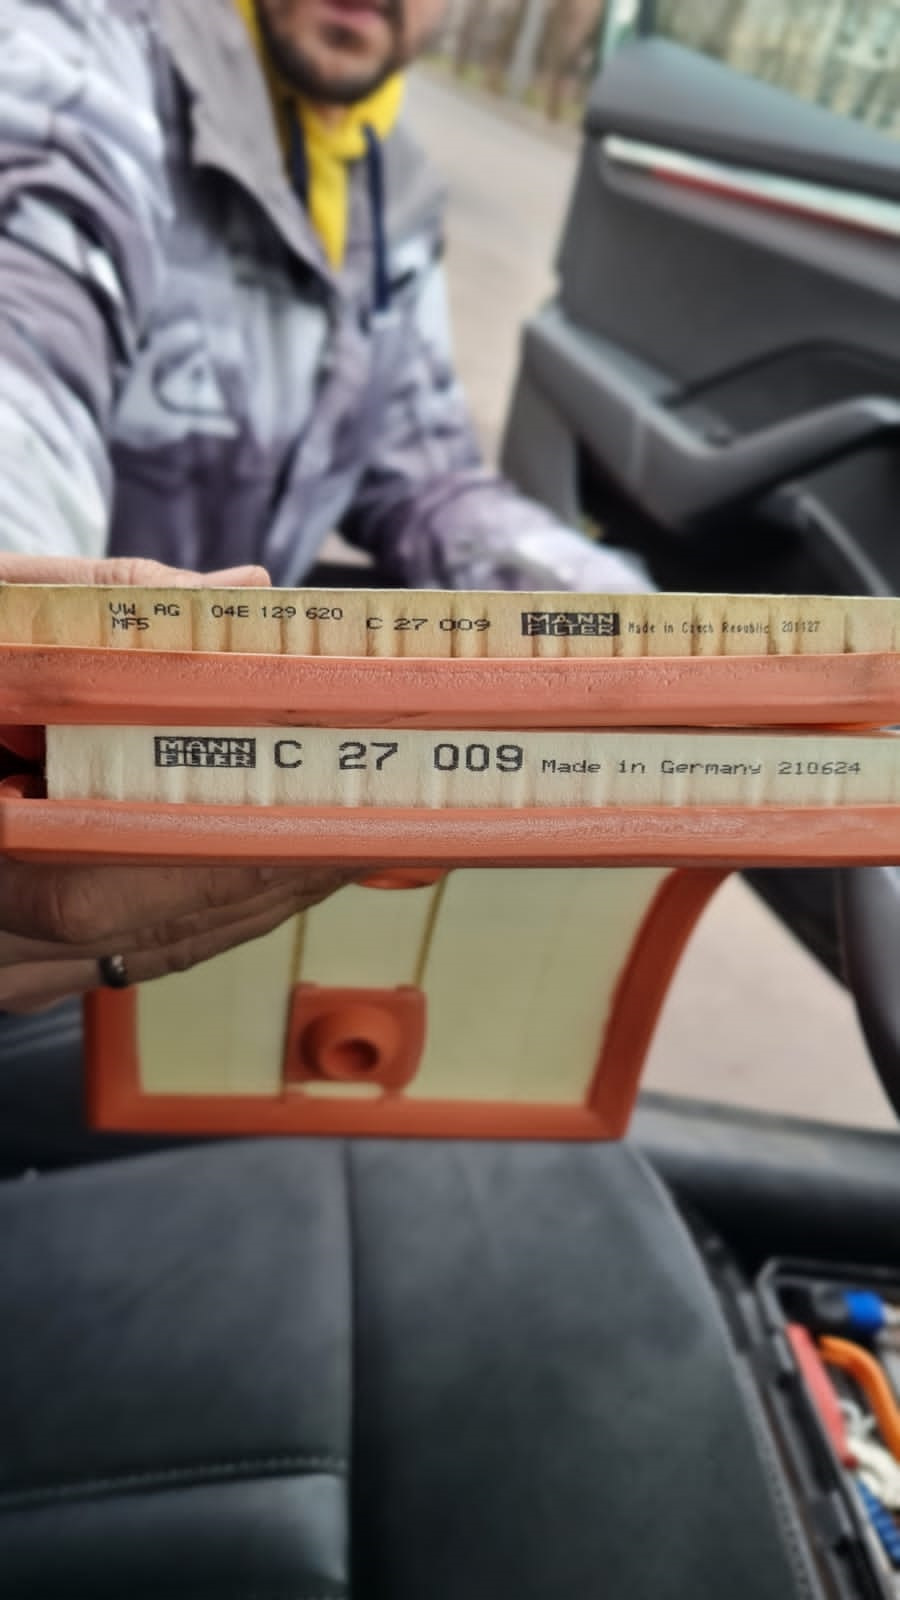 VW AG 04E 129 620
MF5 C 27 009 MANN FILTER Made in Czech Republic 201127
MANN FILTER C 27 009 Made in Germany 210624